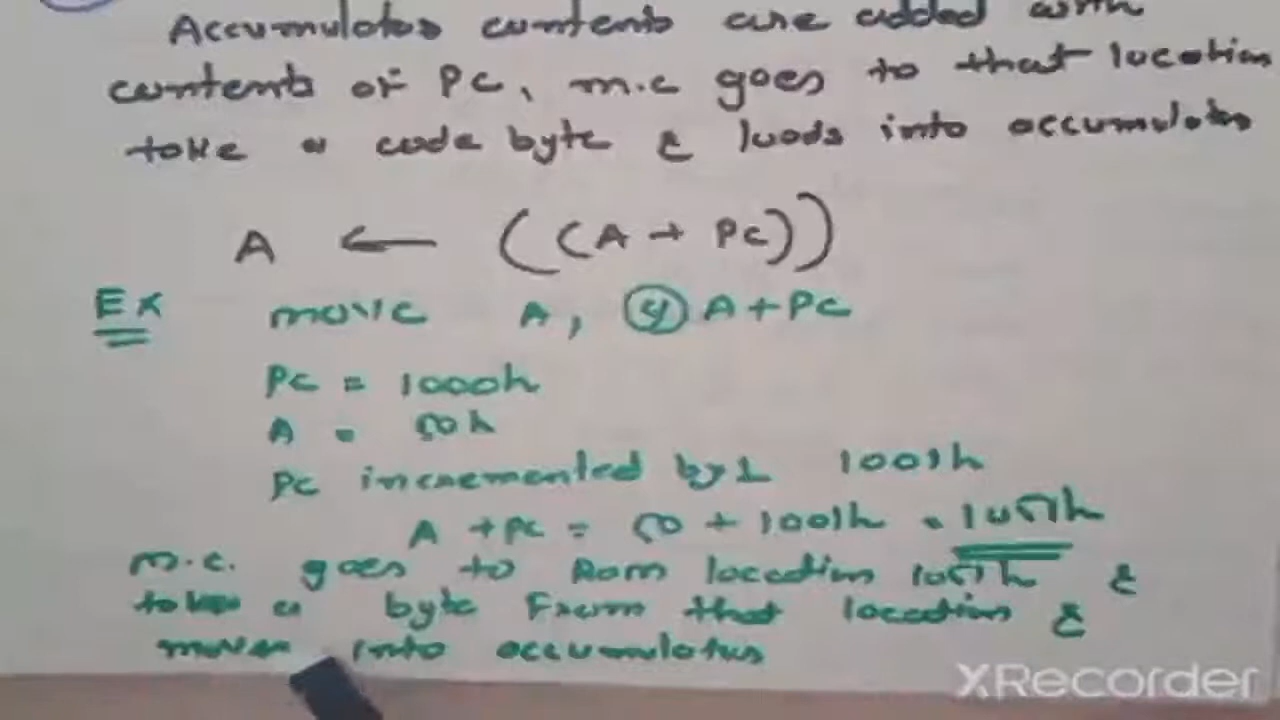 Accumulator contents are added with
contents of PC, m.c goes to that location
take a code byte & loads into accumulator
A ← ((A + PC))
Ex movc A, @ A+PC
PC = 1000h
A = 50h
PC incremented by 1 1001h
A + PC = 50 + 1001h = 1051h
m.c. goes to Rom location 1051h &
take a byte From that location &
moves into accumulator
XRecorder